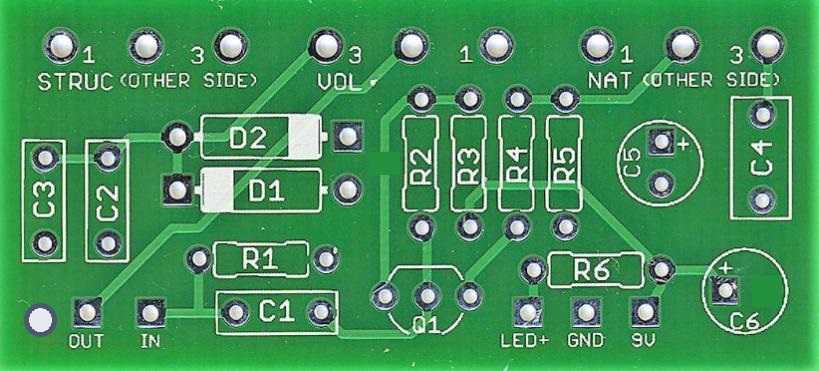 1 3 3 1 1 3
STRUC (OTHER SIDE) VOL. NAT (OTHER SIDE)
D2
C3 C2 D1 R2 R3 R4 R5 C5 + C4
R1 R6 +
C1 Q1 C6
OUT IN LED+ GND 9V